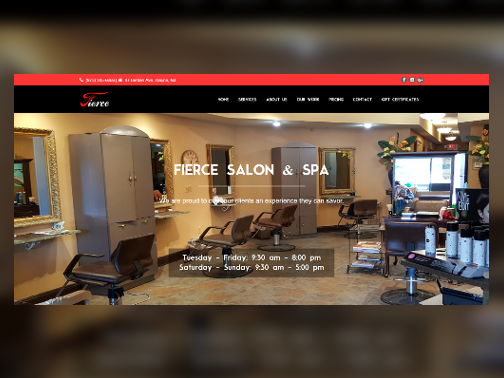 Fierce
HOME SERVICES ABOUT US OUR WORK PRICING CONTACT GIFT CERTIFICATES
FIERCE SALON & SPA
We are proud to give our clients an experience they can savor.
Tuesday - Friday: 9:30 am - 8:00 pm
Saturday - Sunday: 9:30 am - 5:00 pm